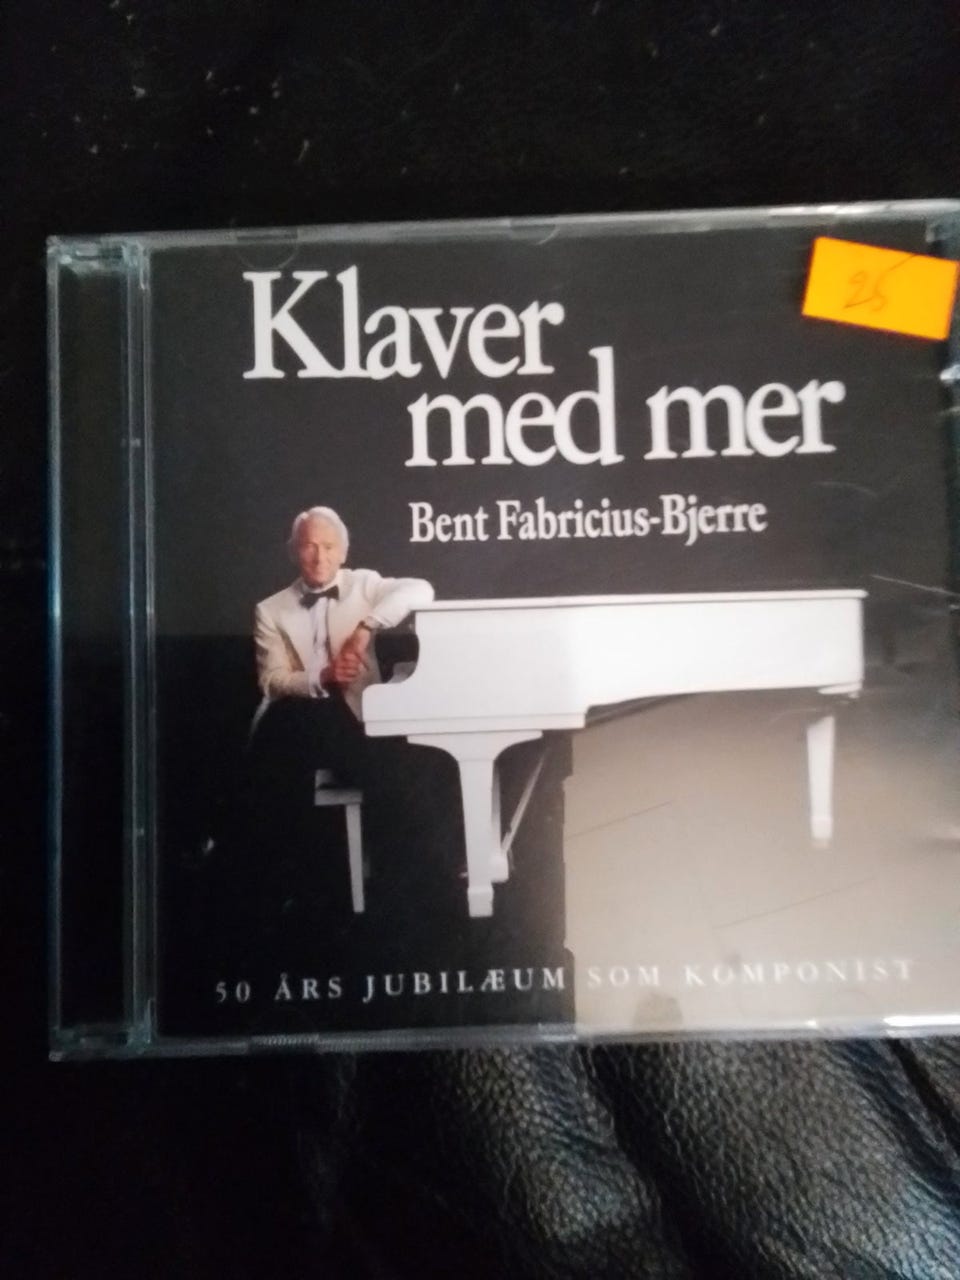 Klaver
med mer
25
Bent Fabricius-Bjerre
50 ÅRS JUBILÆUM SOM KOMPONIST